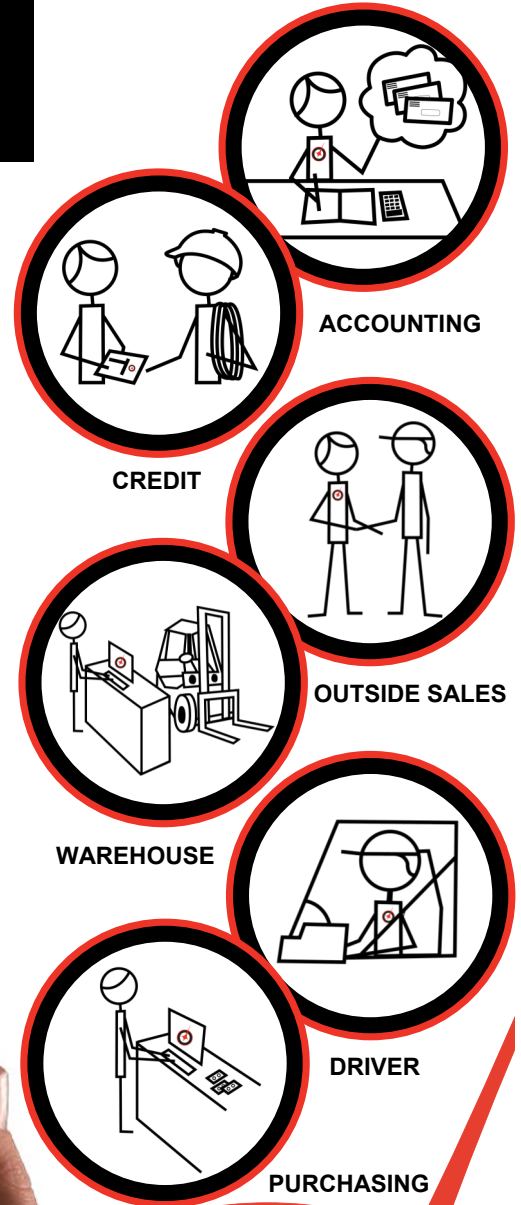 ACCOUNTING
CREDIT
OUTSIDE SALES
WAREHOUSE
DRIVER
PURCHASING